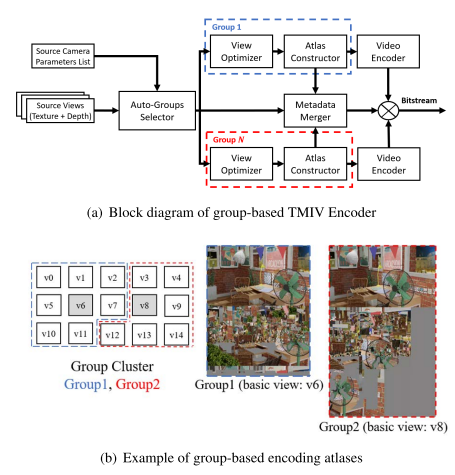 Group 1
Source Camera
Parameters List
View
Optimizer
Atlas
Constructor
Video
Encoder
Source Views
(Texture + Depth)
Auto-Groups
Selector
Metadata
Merger
Bitstream
Group N
View
Optimizer
Atlas
Constructor
Video
Encoder
(a) Block diagram of group-based TMIV Encoder
v0 v1 v2 v3 v4
v5 v6 v7 v8 v9
v10 v11 v12 v13 v14
Group Cluster
Group1, Group2
Group1 (basic view: v6)
Group2 (basic view: v8)
(b) Example of group-based encoding atlases